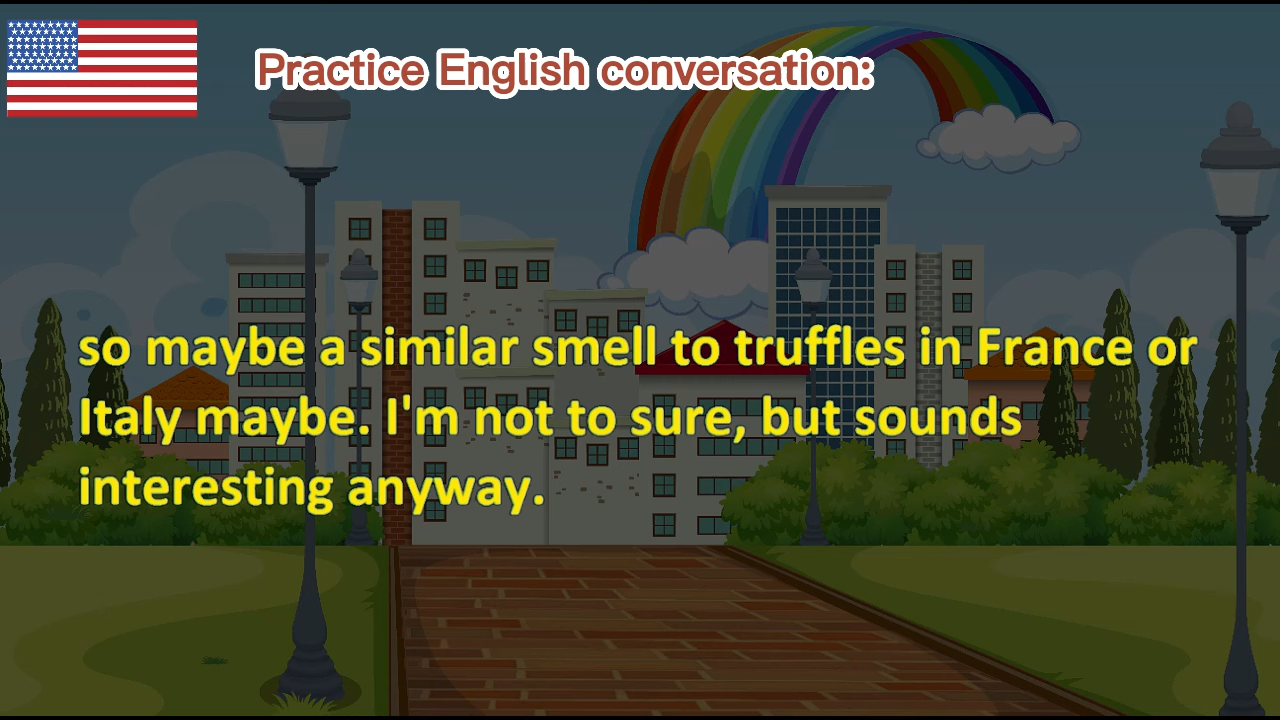 Practice English conversation:
so maybe a similar smell to truffles in France or
Italy maybe. I'm not to sure, but sounds
interesting anyway.